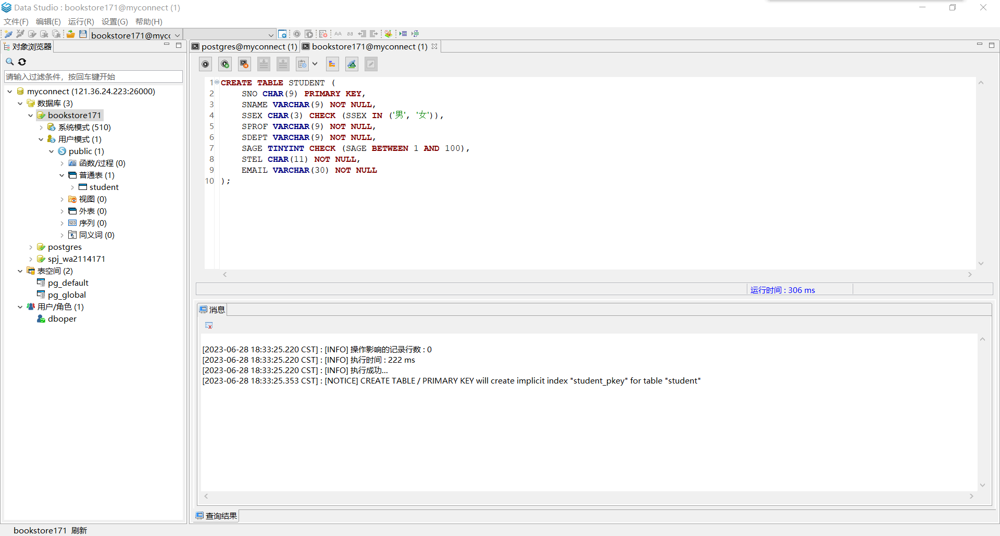 Data Studio : bookstore171@myconnect (1)
文件(F) 编辑(E) 运行(R) 设置(G) 帮助(H)
bookstore171@mycc
AA aa
对象浏览器
请输入过滤条件，按回车键开始
myconnect (121.36.24.223:26000)
数据库 (3)
bookstore171
系统模式 (510)
用户模式 (1)
public (1)
函数/过程 (0)
普通表 (1)
student
视图 (0)
外表 (0)
123 序列 (0)
同义词 (0)
postgres
spj_wa2114171
表空间 (2)
pg_default
pg_global
用户/角色 (1)
dboper
postgres@myconnect (1) bookstore171@myconnect (1)
1 CREATE TABLE STUDENT (
2 SNO CHAR(9) PRIMARY KEY,
3 SNAME VARCHAR(9) NOT NULL,
4 SSEX CHAR(3) CHECK (SSEX IN ('男', '女')),
5 SPROF VARCHAR(9) NOT NULL,
6 SDEPT VARCHAR(9) NOT NULL,
7 SAGE TINYINT CHECK (SAGE BETWEEN 1 AND 100),
8 STEL CHAR(11) NOT NULL,
9 EMAIL VARCHAR(30) NOT NULL
10 );
运行时间 : 306 ms
消息
[2023-06-28 18:33:25.220 CST] : [INFO] 操作影响的记录行数 : 0
[2023-06-28 18:33:25.220 CST] : [INFO] 执行时间 : 222 ms
[2023-06-28 18:33:25.220 CST] : [INFO] 执行成功...
[2023-06-28 18:33:25.353 CST] : [NOTICE] CREATE TABLE / PRIMARY KEY will create implicit index "student_pkey" for table "student"
查询结果
bookstore171 刷新